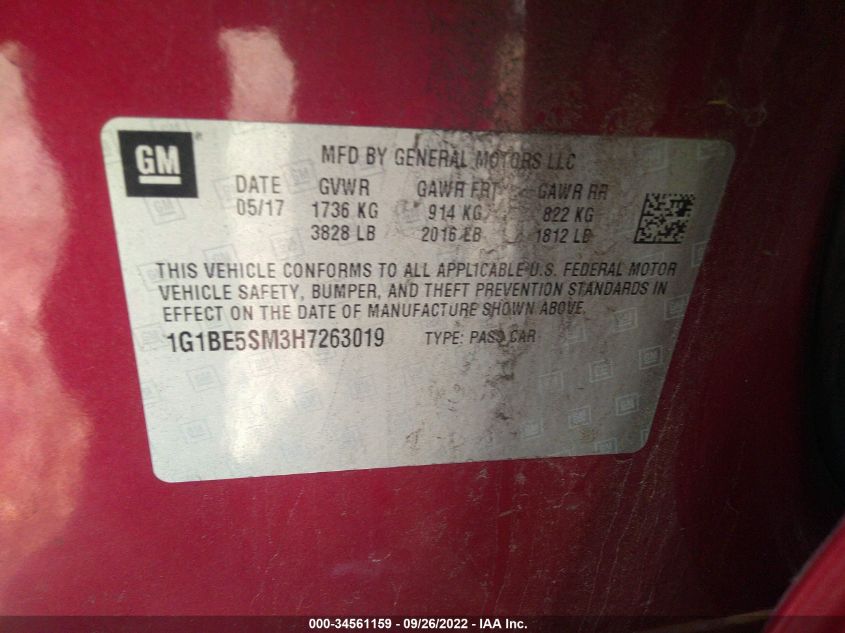 GM®
MFD BY GENERAL MOTORS LLC
DATE GVWR GAWR FRT GAWR RR
05/17 1736 KG 914 KG 822 KG
3828 LB 2016 LB 1812 LB
THIS VEHICLE CONFORMS TO ALL APPLICABLE U.S. FEDERAL MOTOR
VEHICLE SAFETY, BUMPER, AND THEFT PREVENTION STANDARDS IN
EFFECT ON THE DATE OF MANUFACTURE SHOWN ABOVE.
1G1BE5SM3H7263019 TYPE: PASS CAR
000-34561159 - 09/26/2022 - IAA Inc.